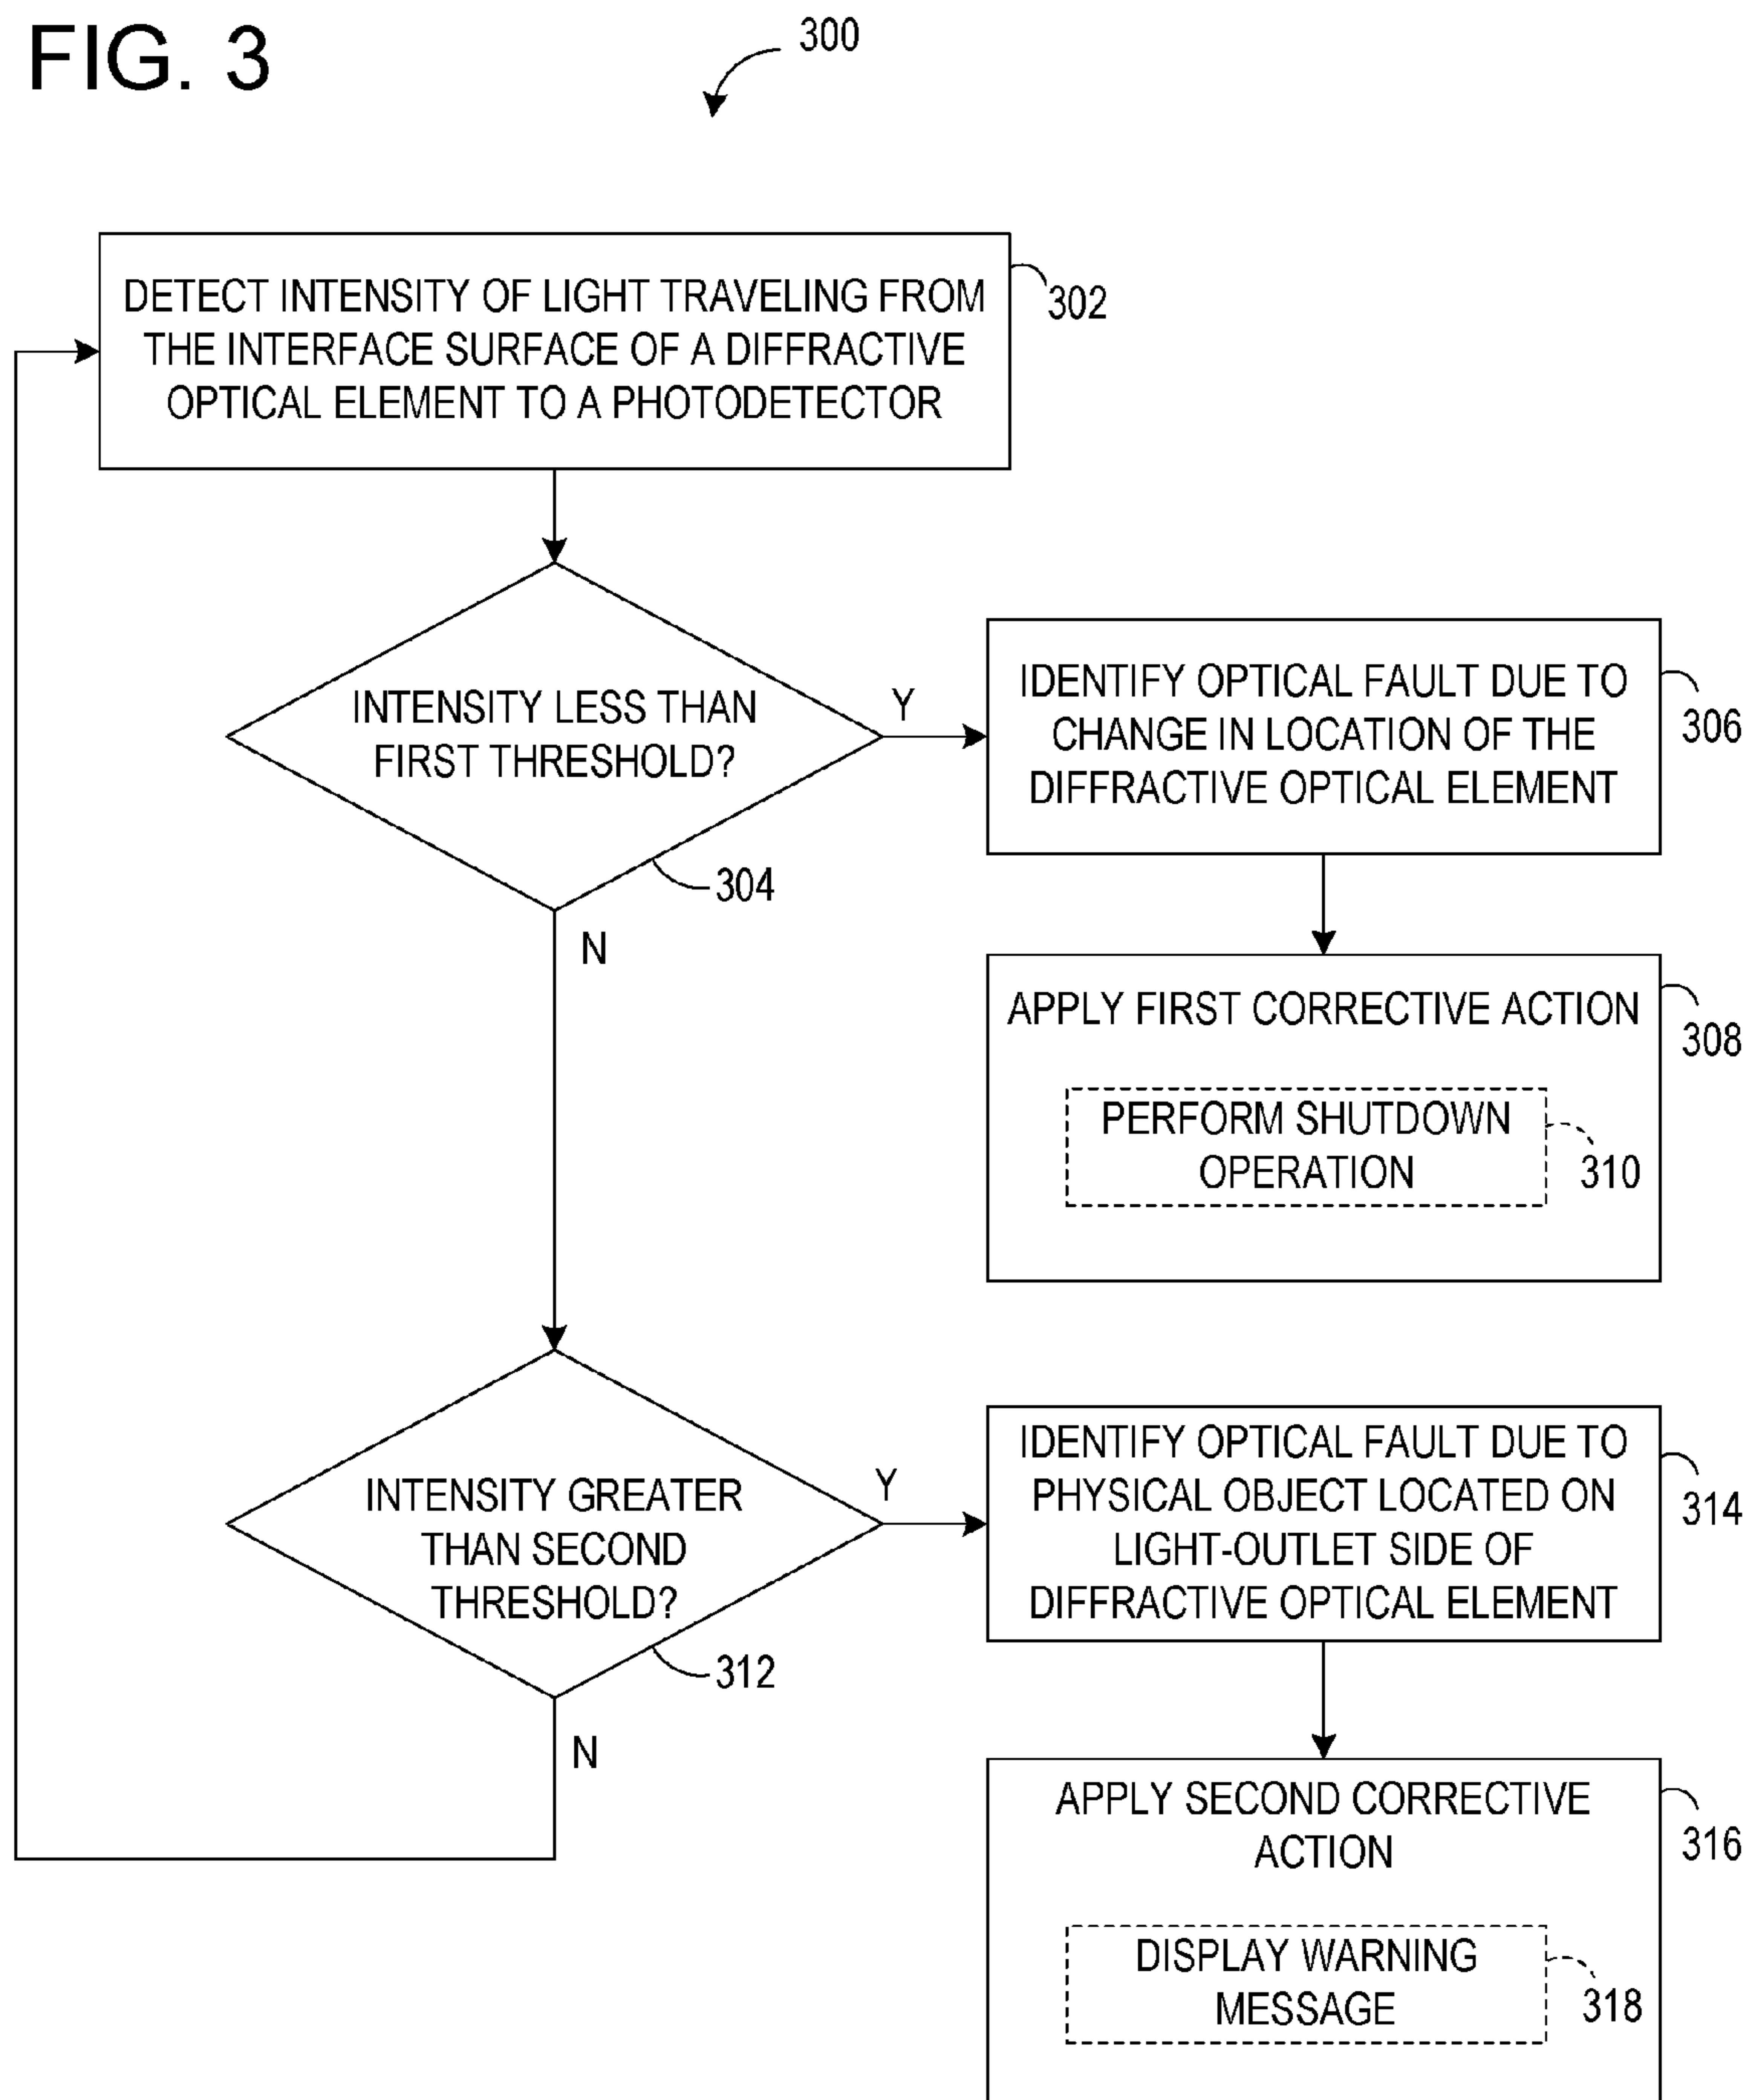 FIG. 3
300
DETECT INTENSITY OF LIGHT TRAVELING FROM
THE INTERFACE SURFACE OF A DIFFRACTIVE
OPTICAL ELEMENT TO A PHOTODETECTOR
302
INTENSITY LESS THAN
FIRST THRESHOLD?
304
Y
N
IDENTIFY OPTICAL FAULT DUE TO
CHANGE IN LOCATION OF THE
DIFFRACTIVE OPTICAL ELEMENT
306
APPLY FIRST CORRECTIVE ACTION
308
PERFORM SHUTDOWN
OPERATION
310
INTENSITY GREATER
THAN SECOND
THRESHOLD?
312
Y
N
IDENTIFY OPTICAL FAULT DUE TO
PHYSICAL OBJECT LOCATED ON
LIGHT-OUTLET SIDE OF
DIFFRACTIVE OPTICAL ELEMENT
314
APPLY SECOND CORRECTIVE
ACTION
316
DISPLAY WARNING
MESSAGE
318